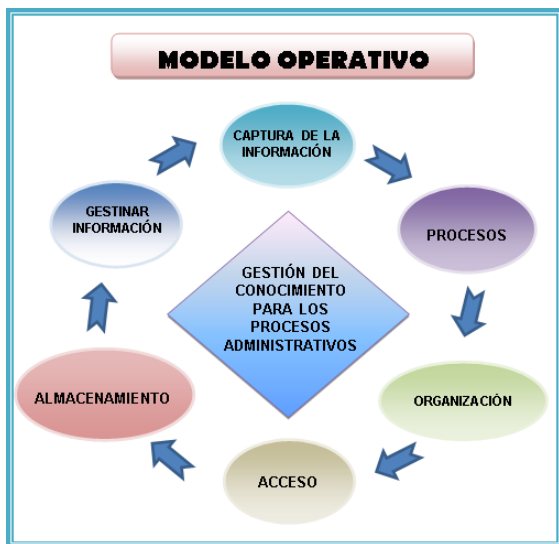 MODELO OPERATIVO
CAPTURA DE LA
INFORMACIÓN
PROCESOS
ORGANIZACIÓN
ACCESO
ALMACENAMIENTO
GESTINAR
INFORMACIÓN
GESTIÓN DEL
CONOCIMIENTO
PARA LOS
PROCESOS
ADMINISTRATIVOS